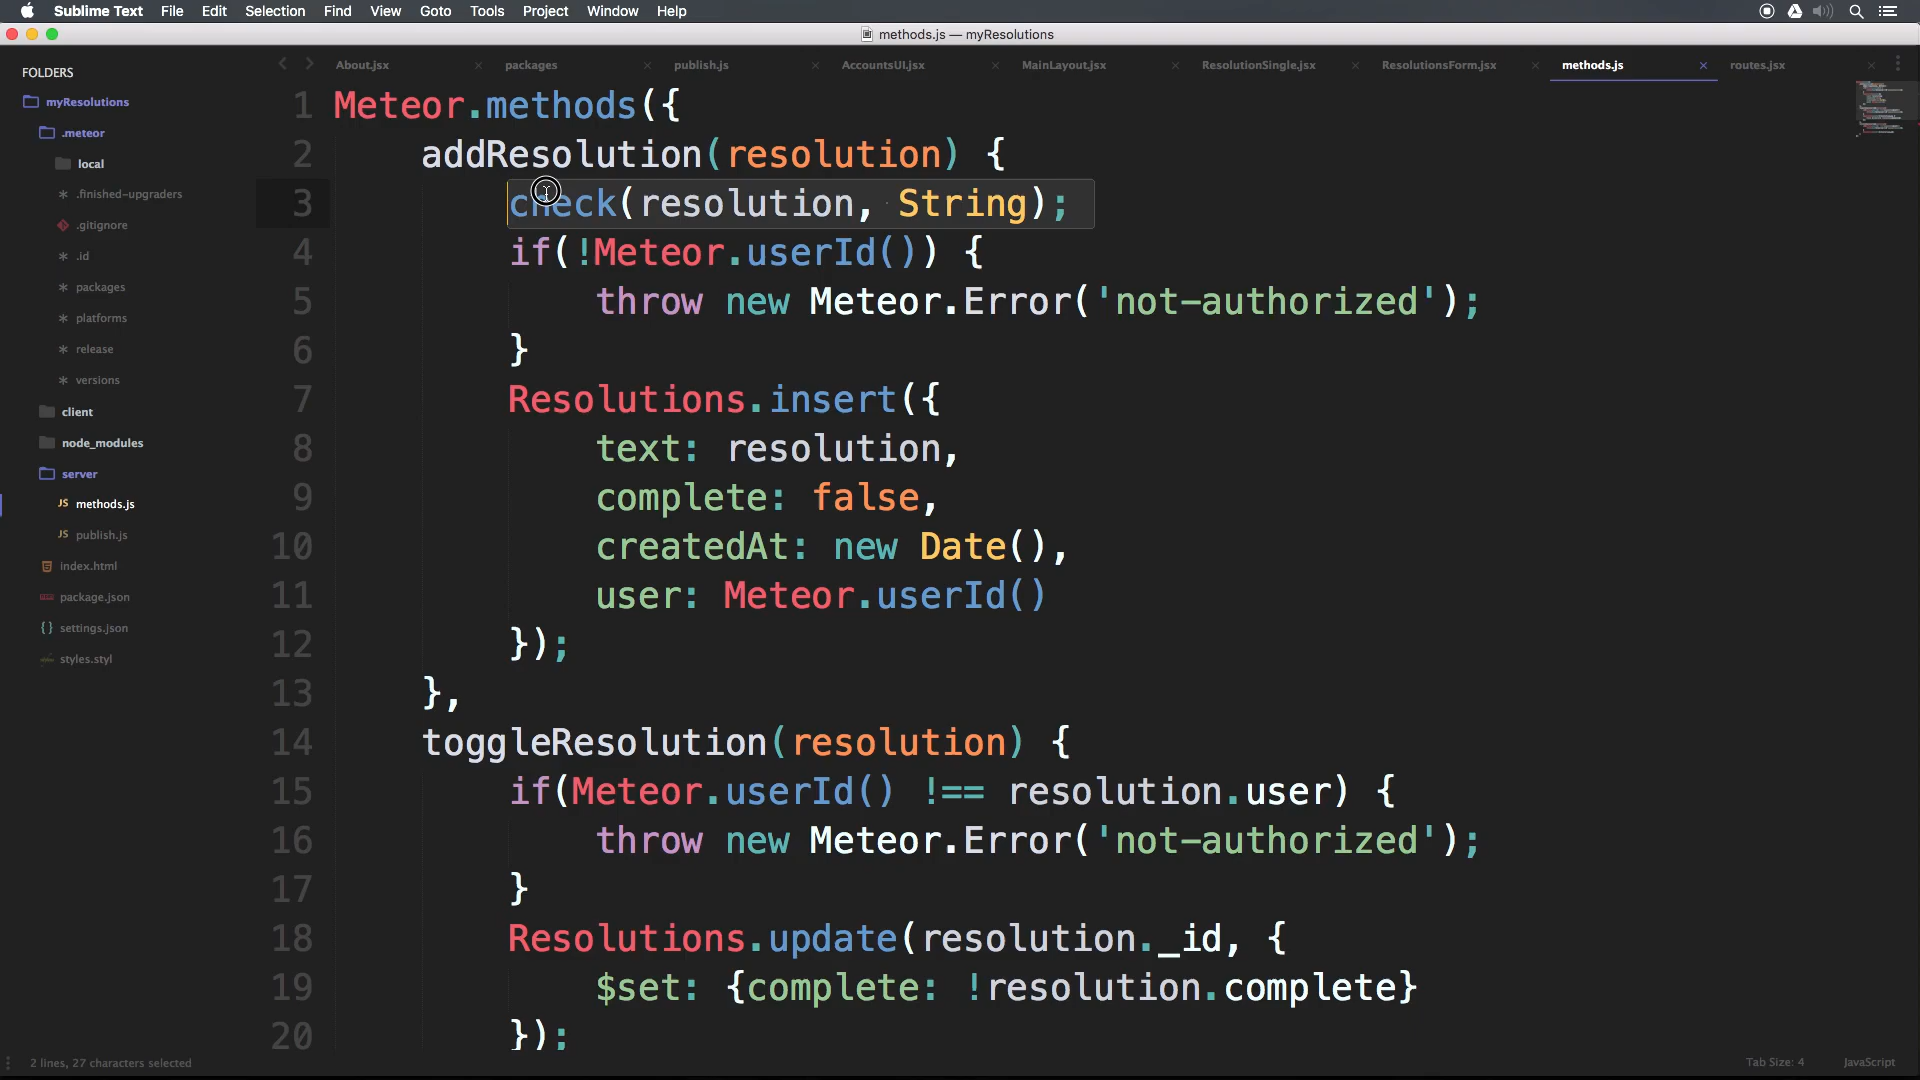 Sublime Text File Edit Selection Find View Goto Tools Project Window Help
methods.js — myResolutions
FOLDERS
myResolutions
.meteor
local
.finished-upgraders
.gitignore
.id
packages
platforms
release
versions
client
node_modules
server
JS methods.js
JS publish.js
index.html
package.json
{} settings.json
styles.styl
About.jsx packages publish.js AccountsUI.jsx MainLayout.jsx ResolutionSingle.jsx ResolutionsForm.jsx methods.js routes.jsx
1 Meteor.methods({
2 addResolution(resolution) {
3 check(resolution, String);
4 if(!Meteor.userId()) {
5 throw new Meteor.Error('not-authorized');
6 }
7 Resolutions.insert({
8 text: resolution,
9 complete: false,
10 createdAt: new Date(),
11 user: Meteor.userId()
12 });
13 },
14 toggleResolution(resolution) {
15 if(Meteor.userId() !== resolution.user) {
16 throw new Meteor.Error('not-authorized');
17 }
18 Resolutions.update(resolution._id, {
19 $set: {complete: !resolution.complete}
20 });
2 lines, 27 characters selected
Tab Size: 4 JavaScript